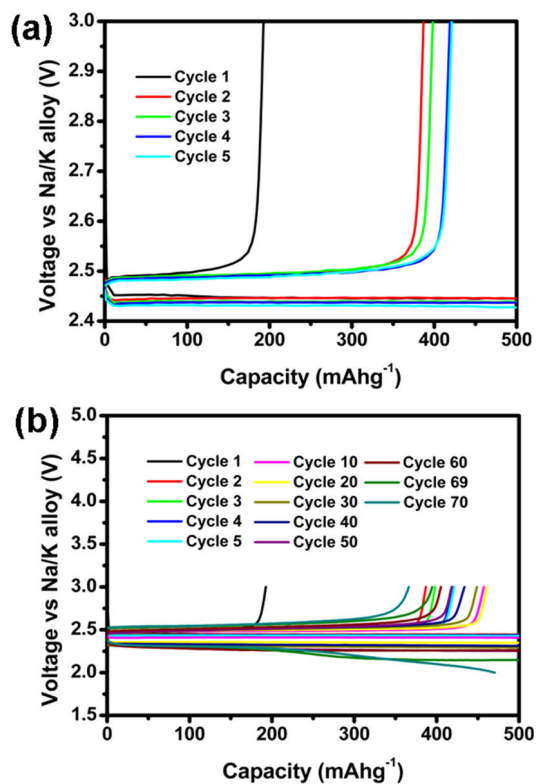 (a)
3.0
2.9
2.8
2.7
2.6
2.5
2.4
Voltage vs Na/K alloy (V)
Cycle 1
Cycle 2
Cycle 3
Cycle 4
Cycle 5
0 100 200 300 400 500
Capacity (mAhg⁻¹)
(b)
5.0
4.5
4.0
3.5
3.0
2.5
2.0
1.5
Voltage vs Na/K alloy (V)
Cycle 1 Cycle 10 Cycle 60
Cycle 2 Cycle 20 Cycle 69
Cycle 3 Cycle 30 Cycle 70
Cycle 4 Cycle 40
Cycle 5 Cycle 50
0 100 200 300 400 500
Capacity (mAhg⁻¹)